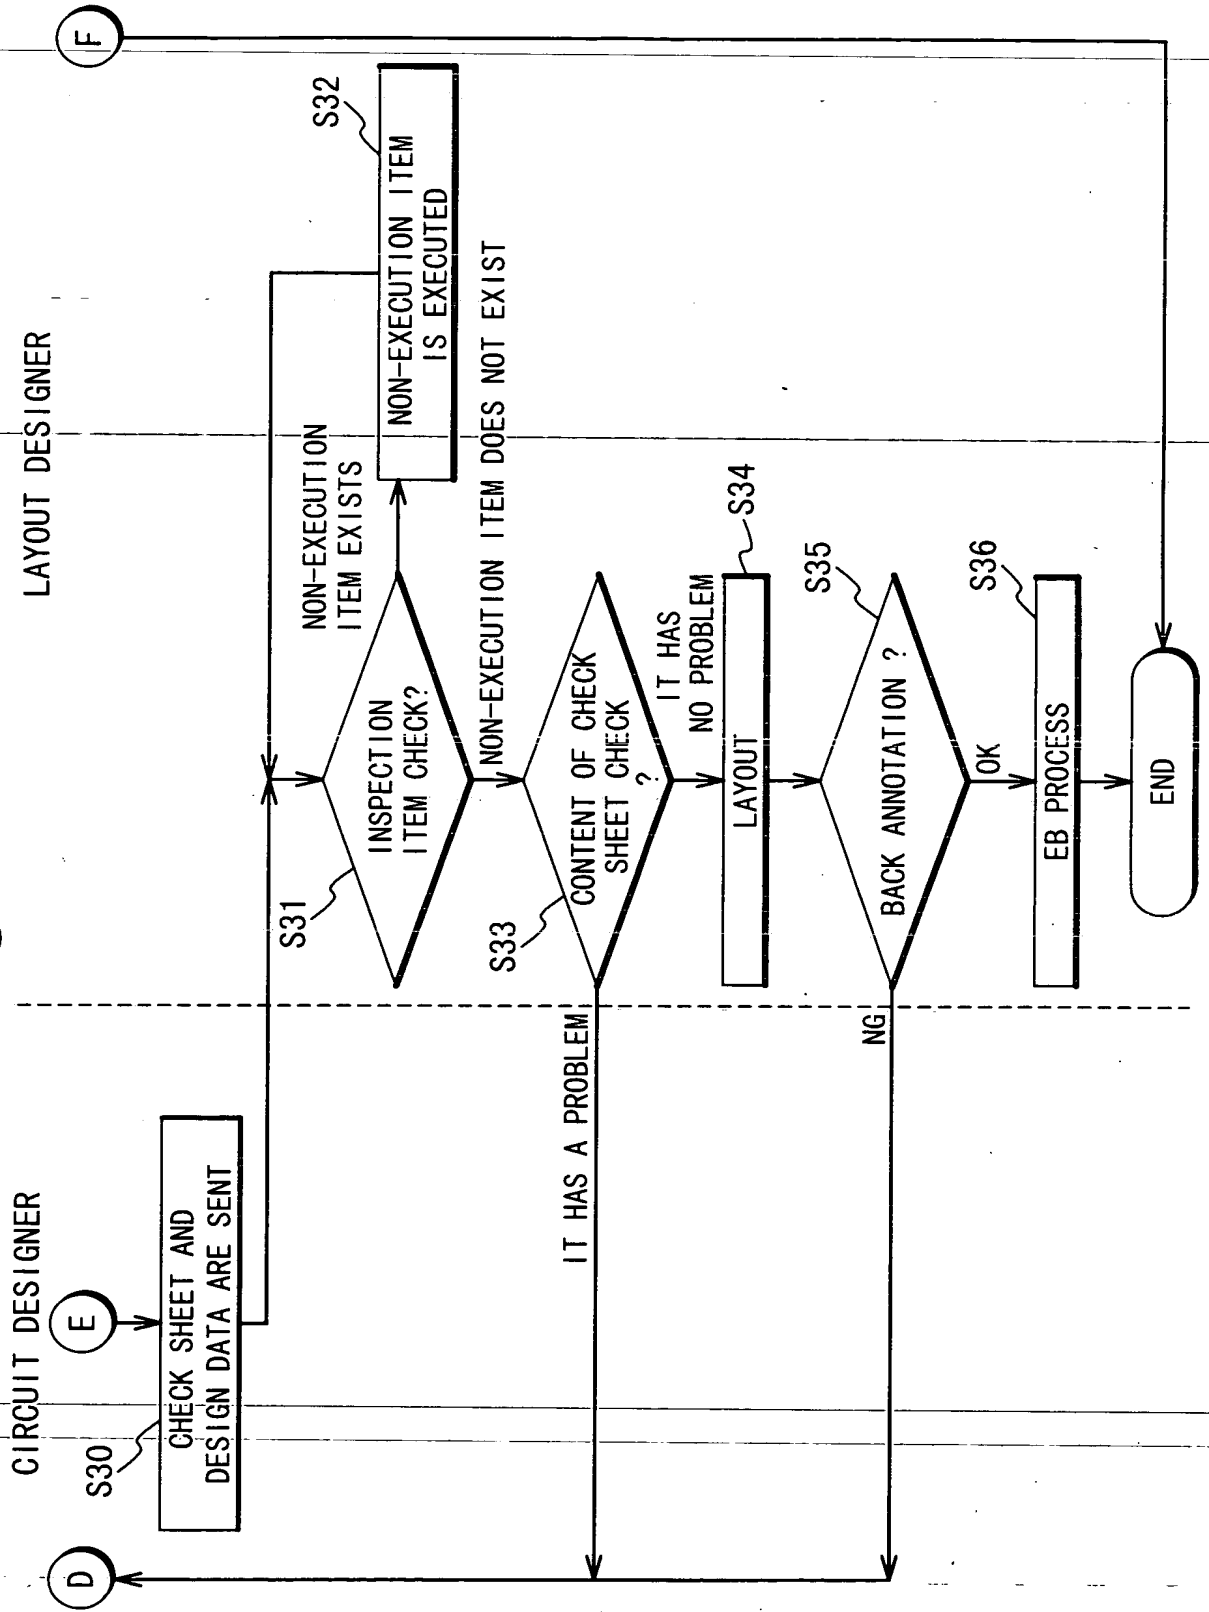 CIRCUIT DESIGNER
LAYOUT DESIGNER
D
E
F
S30
CHECK SHEET AND
DESIGN DATA ARE SENT
S31
INSPECTION
ITEM CHECK?
NON-EXECUTION
ITEM EXISTS
S32
NON-EXECUTION ITEM
IS EXECUTED
NON-EXECUTION ITEM DOES NOT EXIST
S33
CONTENT OF CHECK
SHEET CHECK
?
IT HAS A PROBLEM
IT HAS
NO PROBLEM
S34
LAYOUT
S35
BACK ANNOTATION ?
NG
OK
S36
EB PROCESS
END